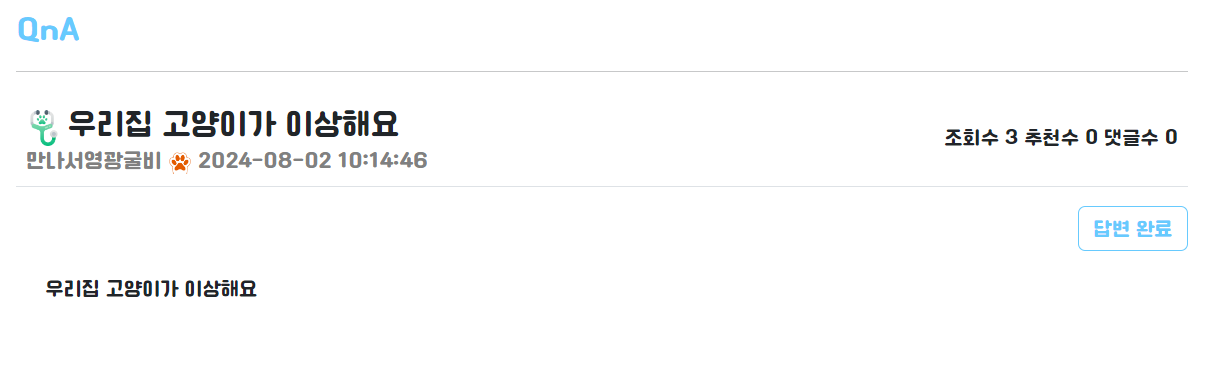 QnA
우리집 고양이가 이상해요
만나서영광굴비 2024-08-02 10:14:46
조회수 3 추천수 0 댓글수 0
답변 완료
우리집 고양이가 이상해요